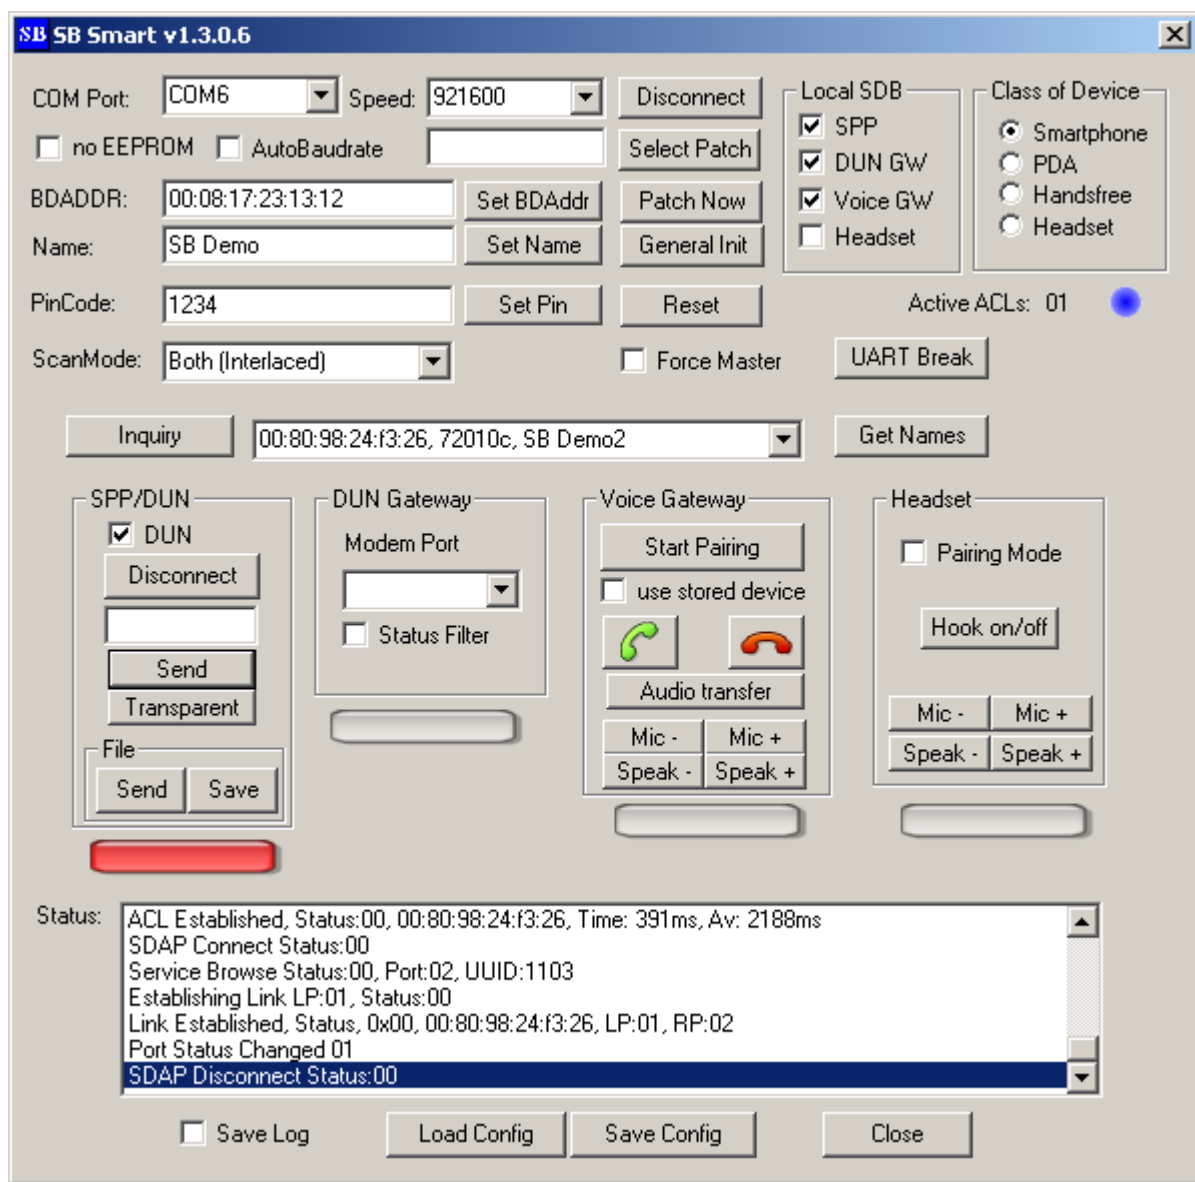 SB SB Smart v1.3.0.6
COM Port: COM6 Speed: 921600 Disconnect
no EEPROM AutoBaudrate Select Patch
BDADDR: 00:08:17:23:13:12 Set BDAddr Patch Now
Name: SB Demo Set Name General Init
PinCode: 1234 Set Pin Reset
ScanMode: Both (Interlaced) Force Master UART Break
Local SDB
SPP
DUN GW
Voice GW
Headset
Class of Device
Smartphone
PDA
Handsfree
Headset
Active ACLs: 01
Inquiry 00:80:98:24:f3:26, 72010c, SB Demo2 Get Names
SPP/DUN
DUN
Disconnect
Send
Transparent
File
Send Save
DUN Gateway
Modem Port
Status Filter
Voice Gateway
Start Pairing
use stored device
Audio transfer
Mic - Mic +
Speak - Speak +
Headset
Pairing Mode
Hook on/off
Mic - Mic +
Speak - Speak +
Status:
ACL Established, Status:00, 00:80:98:24:f3:26, Time: 391ms, Av: 2188ms
SDAP Connect Status:00
Service Browse Status:00, Port:02, UUID:1103
Establishing Link LP:01, Status:00
Link Established, Status, 0x00, 00:80:98:24:f3:26, LP:01, RP:02
Port Status Changed 01
SDAP Disconnect Status:00
Save Log Load Config Save Config Close